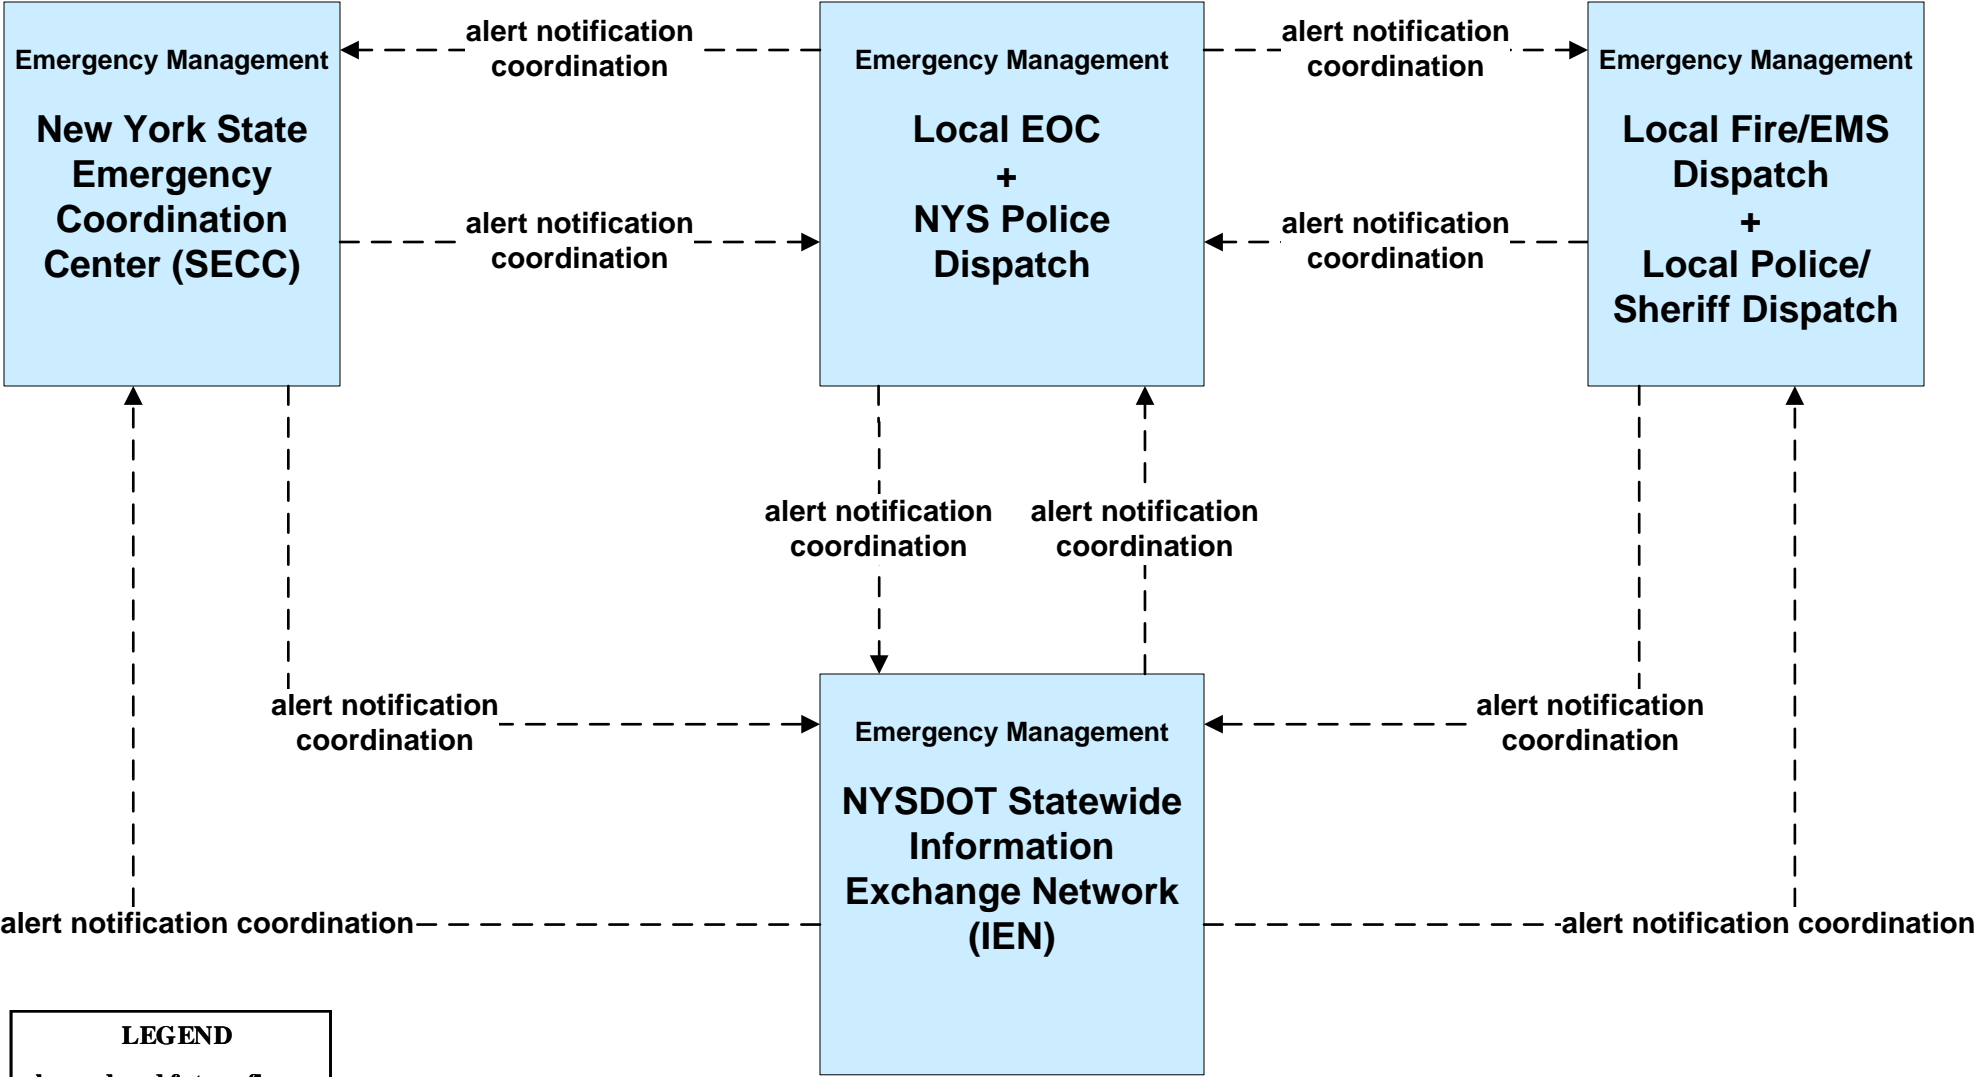 Emergency Management
New York State
Emergency
Coordination
Center (SECC)
alert notification
coordination
alert notification
coordination
Emergency Management
Local EOC
+
NYS Police
Dispatch
alert notification
coordination
alert notification
coordination
Emergency Management
Local Fire/EMS
Dispatch
+
Local Police/
Sheriff Dispatch
alert notification
coordination
alert notification
coordination
alert notification
coordination
alert notification
coordination
Emergency Management
NYSDOT Statewide
Information
Exchange Network
(IEN)
alert notification coordination
alert notification coordination
LEGEND